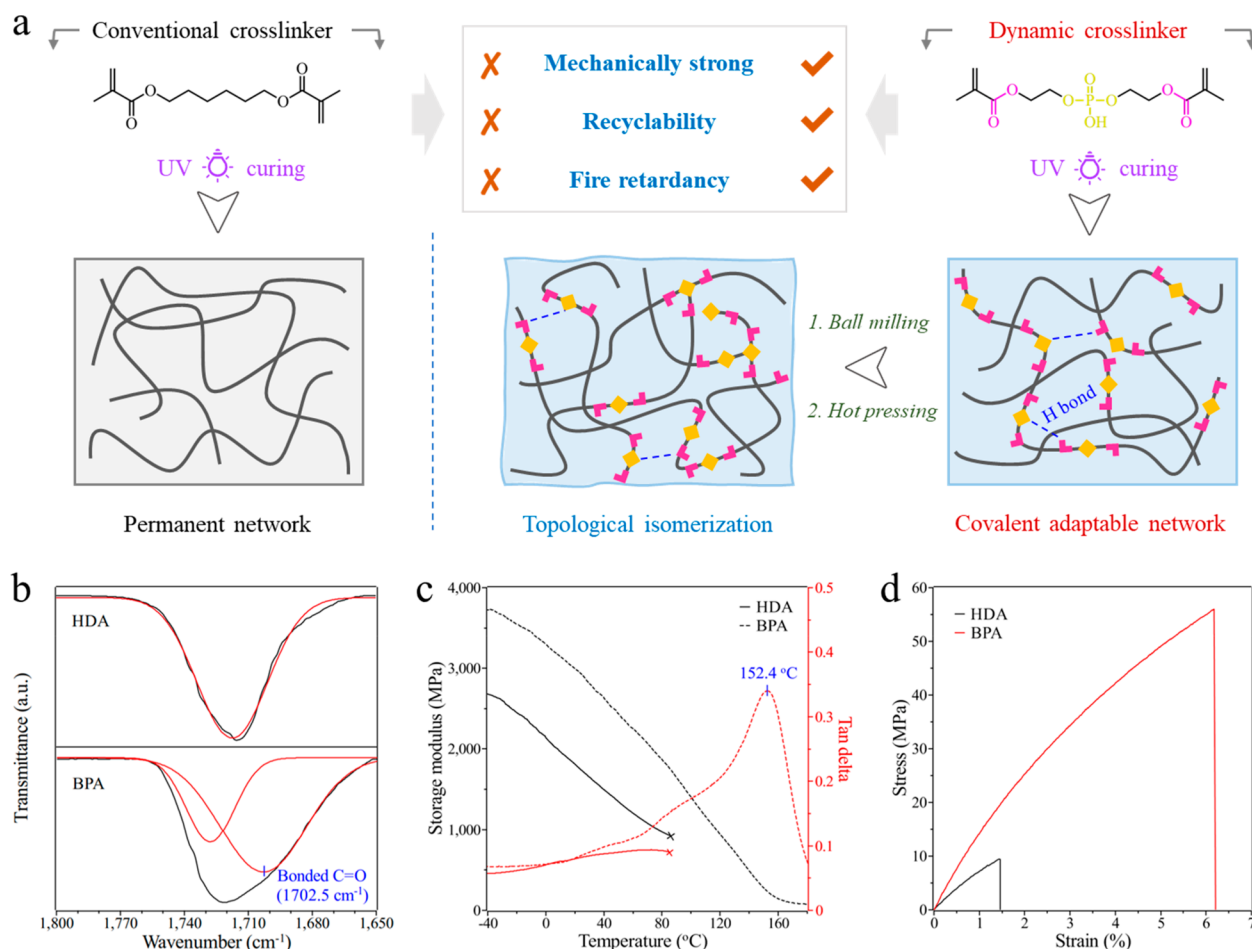 a
Conventional crosslinker
Dynamic crosslinker
O
O
O
O
O
O
O
P
O
O
OH
O
O
UV curing
UV curing
Mechanically strong
Recyclability
Fire retardancy
1. Ball milling
2. Hot pressing
H bond
Permanent network
Topological isomerization
Covalent adaptable network
b
HDA
BPA
Bonded C=O
(1702.5 cm-1)
Transmittance (a.u.)
1,800 1,770 1,740 1,710 1,680 1,650
Wavenumber (cm-1)
c
HDA
BPA
152.4 oC
Storage modulus (MPa)
4,000
3,000
2,000
1,000
0
Tan delta
0.5
0.4
0.3
0.2
0.1
0
-40 0 40 80 120 160
Temperature (oC)
d
HDA
BPA
Stress (MPa)
60
50
40
30
20
10
0
0 1 2 3 4 5 6 7
Strain (%)